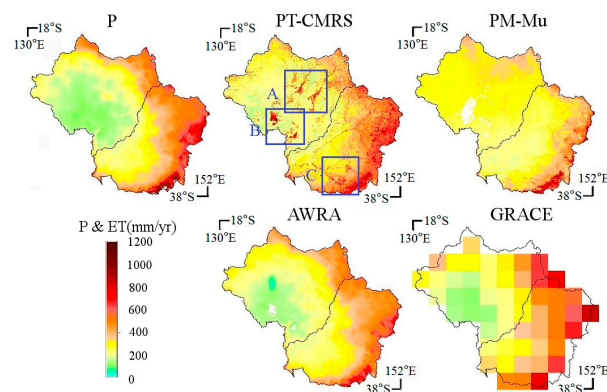 P PT-CMRS PM-Mu
18°S 18°S 18°S
130°E 130°E 130°E
A
B
C
152°E 152°E 152°E
38°S 38°S 38°S
P & ET(mm/yr) AWRA GRACE
18°S 18°S
130°E 130°E
1200
1000
800
600
400
200
0
152°E 152°E
38°S 38°S